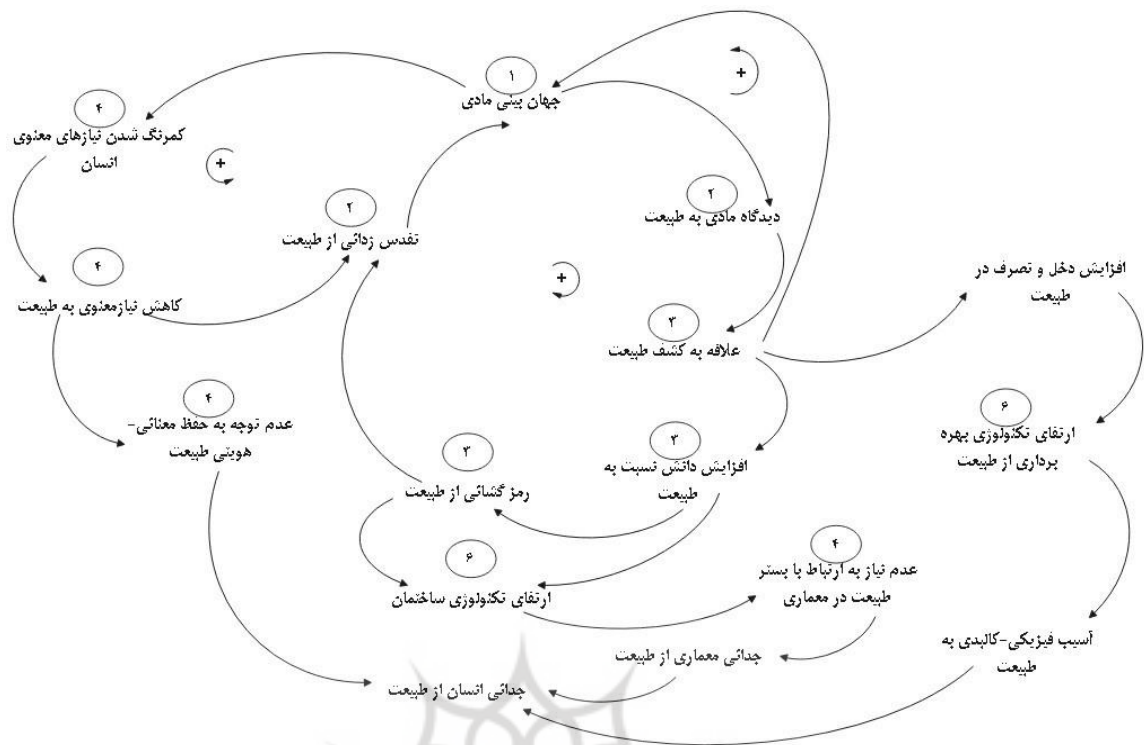 ۱
جهان بینی مادی
+
۴
کمرنگ شدن نیازهای معنوی
انسان
+
۲
دیدگاه مادی به طبیعت
۲
تقدس زدائی از طبیعت
۴
کاهش نیازمعنوی به طبیعت
+
افزایش دخل و تصرف در
طبیعت
۳
علاقه به کشف طبیعت
۴
عدم توجه به حفظ معنائی-
هویتی طبیعت
۶
ارتقای تکنولوژی بهره
برداری از طبیعت
۳
افزایش دانش نسبت به
طبیعت
۳
رمز گشائی از طبیعت
۴
عدم نیاز به ارتباط با بستر
طبیعت در معماری
۶
ارتقای تکنولوژی ساختمان
آسیب فیزیکی-کالبدی به
طبیعت
جدائی معماری از طبیعت
جدائی انسان از طبیعت